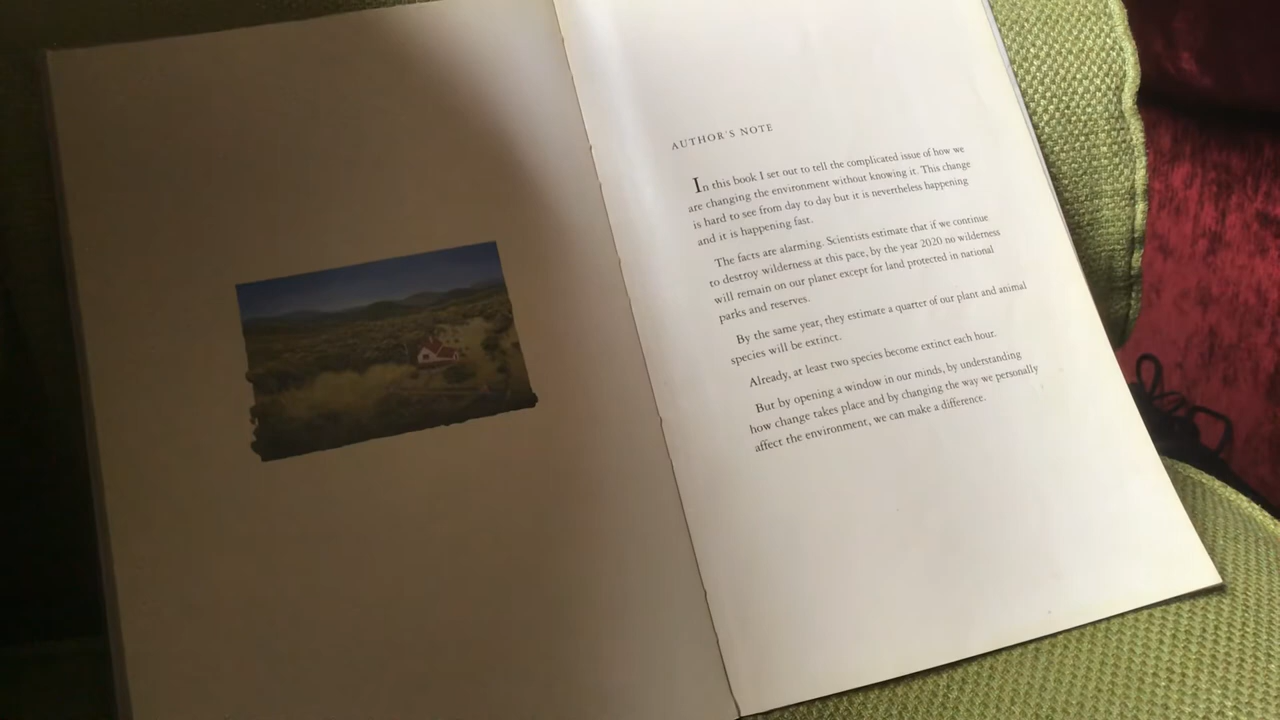 AUTHOR'S NOTE
In this book I set out to tell the complicated issue of how we
are changing the environment without knowing it. This change
is hard to see from day to day but it is nevertheless happening
and it is happening fast.
The facts are alarming. Scientists estimate that if we continue
to destroy wilderness at this pace, by the year 2020 no wilderness
will remain on our planet except for land protected in national
parks and reserves.
By the same year, they estimate a quarter of our plant and animal
species will be extinct.
Already, at least two species become extinct each hour.
But by opening a window in our minds, by understanding
how change takes place and by changing the way we personally
affect the environment, we can make a difference.